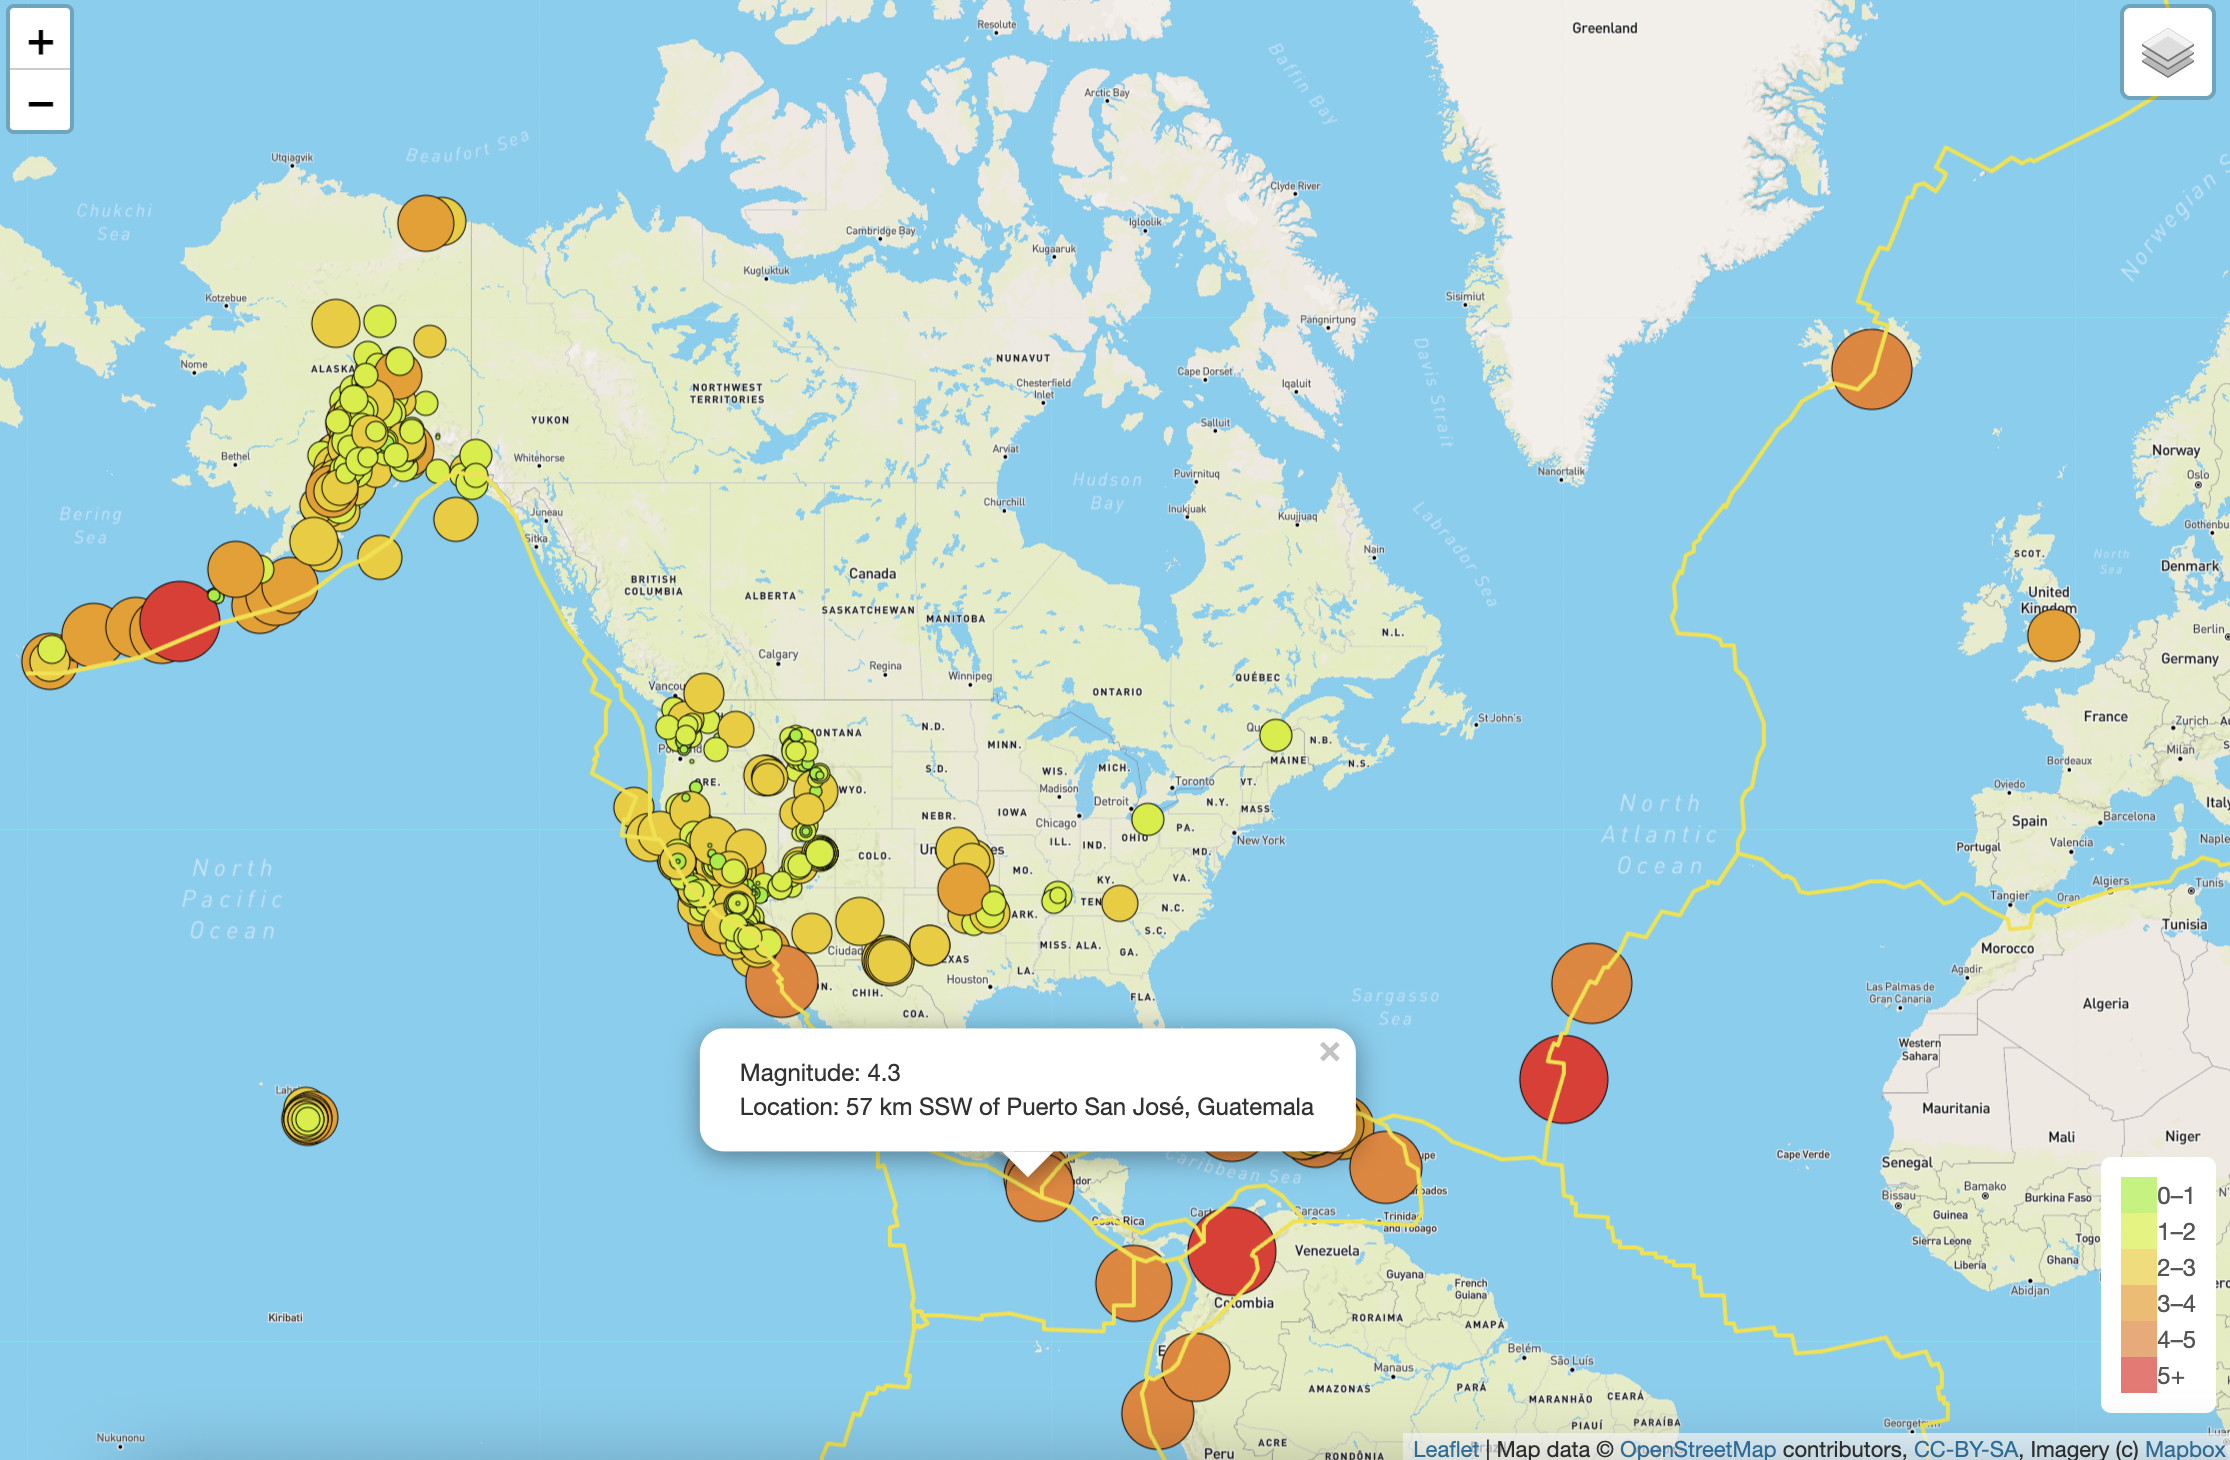 +
−
Greenland
Resolute
Baffin Bay
Arctic Bay
Beaufort Sea
Utqiagvik
Clyde River
Chukchi
Sea
Igloolik
Cambridge Bay
Kugaaruk
Kugluktuk
Norwegian S
Kotzebue
Sisimiut
Pangnirtung
Davis Strait
Nome
ALASKA
NUNAVUT
Cape Dorset
Iqaluit
Chesterfield
Inlet
NORTHWEST
TERRITORIES
YUKON
Salluit
Arviat
Bethel
Whitehorse
Norway
Oslo
Nanortalik
Puvirnituq
Hudson
Bay
Churchill
Inukjuak
Kuujjuaq
Labrador Sea
Bering
Sea
Juneau
Sitka
Gothenbu
Nain
SCOT.
North
Sea
Denmark
BRITISH
COLUMBIA
Canada
ALBERTA
SASKATCHEWAN
MANITOBA
United
Kingdom
N.L.
Berlin
Germany
Calgary
Regina
Winnipeg
QUÉBEC
ONTARIO
Vancou
St John's
France
Zurich
Au
Milan
N.D.
MONTANA
MINN.
Qu
N.B.
MAINE
N.S.
Bordeaux
S.D.
WIS.
MICH.
Toronto
VT.
Madison
Detroit
N.Y.
MASS.
ORE.
WYO.
Oviedo
Italy
NEBR.
IOWA
Chicago
North
Atlantic
Ocean
Spain
Barcelona
Portugal
Valencia
Naple
ILL.
IND.
OHIO
PA.
MD.
New York
COLO.
Un
es
North
Pacific
Ocean
MO.
KY.
VA.
Algiers
Tunis
Tangier
Oran
TEN
N.C.
ARK.
Tunisia
S.C.
MISS.
ALA.
GA.
Ciudad
EXAS
Houston
LA.
Morocco
Agadir
CHIH.
N.
COA.
FLA.
Sargasso
Sea
Las Palmas de
Gran Canaria
Algeria
Western
Sahara
Magnitude: 4.3
Location: 57 km SSW of Puerto San José, Guatemala
×
Mauritania
Mali
Niger
Caribbean Sea
Cape Verde
Senegal
Bamako
Bissau
Burkina Faso
Guinea
Costa Rica
Caracas
Trinidad
and Tobago
Sierra Leone
Togo
Liberia
Ghana
Abidjan
Venezuela
Guyana
French
Guiana
Colombia
RORAIMA
AMAPÁ
Kiribati
Belém
São Luís
Manaus
AMAZONAS
PARÁ
MARANHÃO
CEARÁ
PIAUÍ
PARAÍBA
Nukunonu
Peru
ACRE
RONDÔNIA
Georgetown
0–1
1–2
2–3
3–4
4–5
5+
Leaflet | Map data © OpenStreetMap contributors, CC-BY-SA, Imagery (c) Mapbox